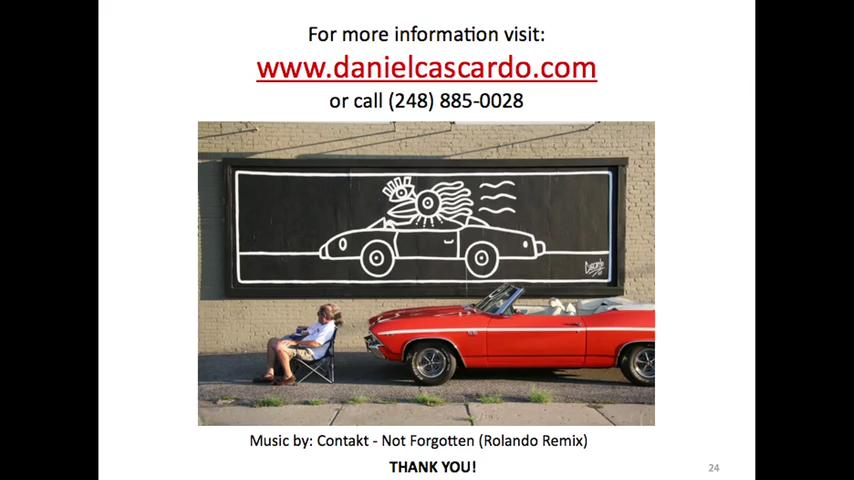 For more information visit:
www.danielcascardo.com
or call (248) 885-0028
Cascardo
Music by: Contakt - Not Forgotten (Rolando Remix)
THANK YOU!
24